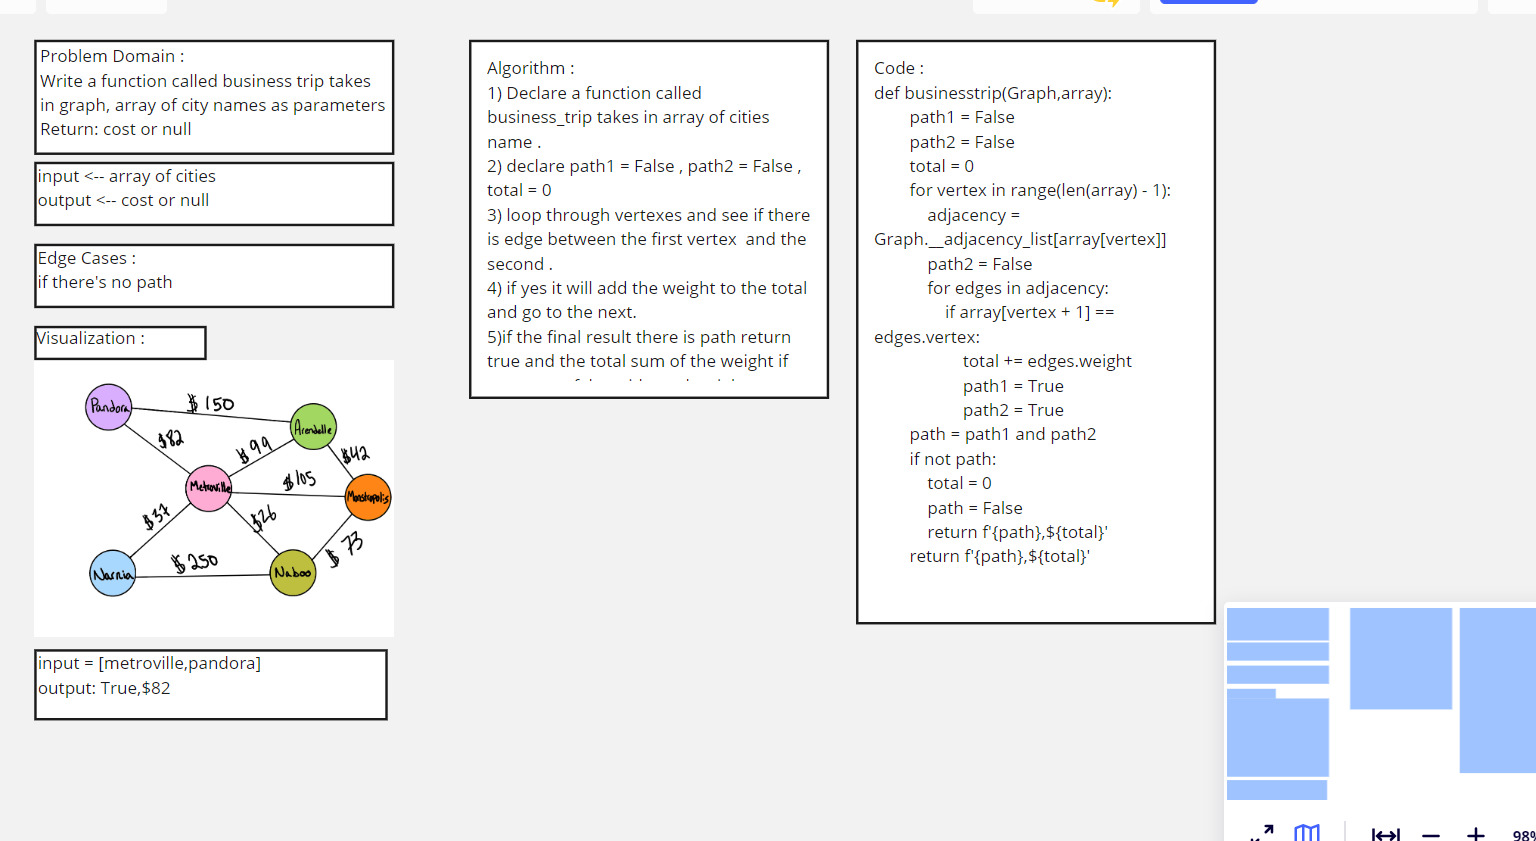 Problem Domain :
Write a function called business trip takes
in graph, array of city names as parameters
Return: cost or null
input <-- array of cities
output <-- cost or null
Edge Cases :
if there's no path
Visualization :
Pandora
$150
Arendelle
$82
$99
$42
Metroville
$105
Monstropolis
$37
$26
$73
Narnia
$250
Naboo
input = [metroville,pandora]
output: True,$82
Algorithm :
1) Declare a function called
business_trip takes in array of cities
name .
2) declare path1 = False , path2 = False ,
total = 0
3) loop through vertexes and see if there
is edge between the first vertex  and the
second .
4) if yes it will add the weight to the total
and go to the next.
5)if the final result there is path return
true and the total sum of the weight if
Code :
def businesstrip(Graph,array):
path1 = False
path2 = False
total = 0
for vertex in range(len(array) - 1):
adjacency =
Graph.__adjacency_list[array[vertex]]
path2 = False
for edges in adjacency:
if array[vertex + 1] ==
edges.vertex:
total += edges.weight
path1 = True
path2 = True
path = path1 and path2
if not path:
total = 0
path = False
return f'{path},${total}'
return f'{path},${total}'
98%